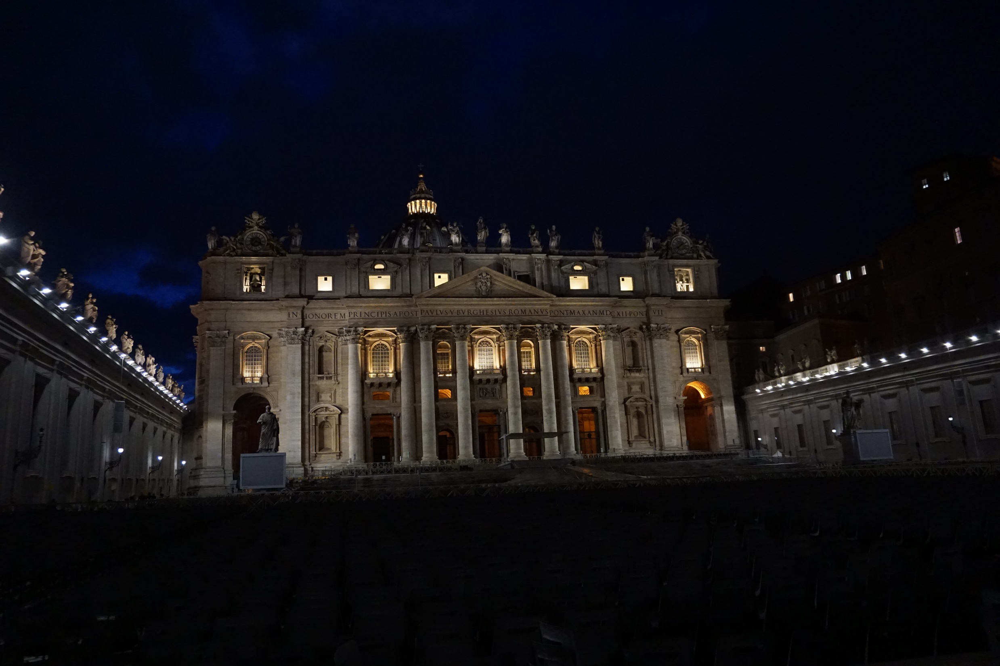 IN HONOREM PRINCIPIS APOST PAVLVS V BVRGHESIVS ROMANVS PONT MAX AN MDCXII PONT VII